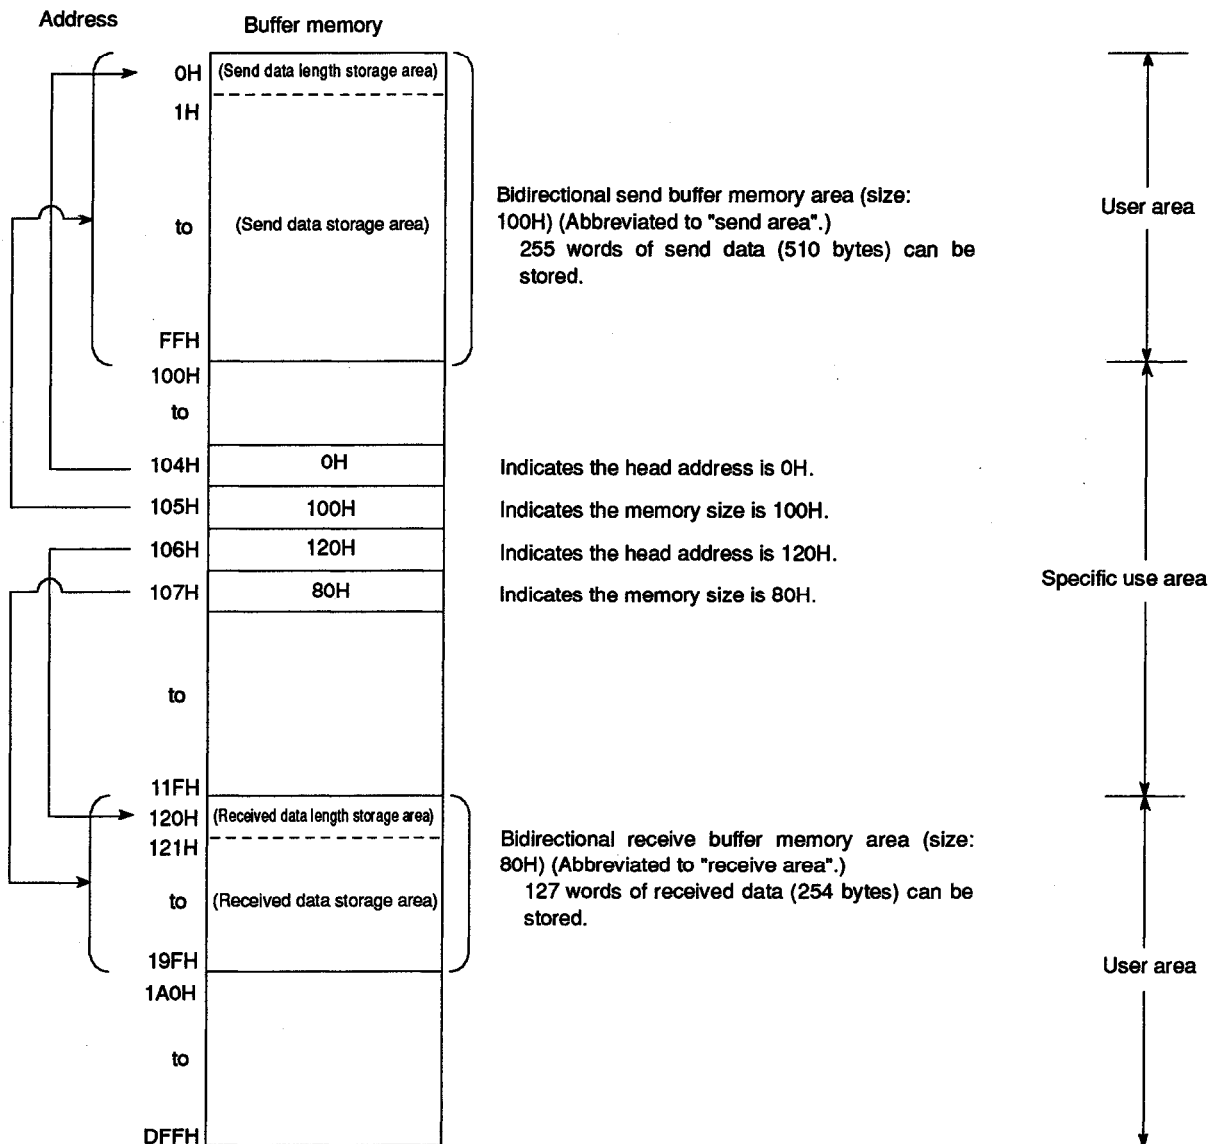 Address
Buffer memory
0H (Send data length storage area)
1H
to (Send data storage area)
Bidirectional send buffer memory area (size:
100H) (Abbreviated to "send area".)
255 words of send data (510 bytes) can be
stored.
User area
FFH
100H
to
104H 0H Indicates the head address is 0H.
105H 100H Indicates the memory size is 100H.
106H 120H Indicates the head address is 120H.
107H 80H Indicates the memory size is 80H.
Specific use area
to
11FH
120H (Received data length storage area)
121H
to (Received data storage area)
Bidirectional receive buffer memory area (size:
80H) (Abbreviated to "receive area".)
127 words of received data (254 bytes) can be
stored.
19FH
User area
1A0H
to
DFFH